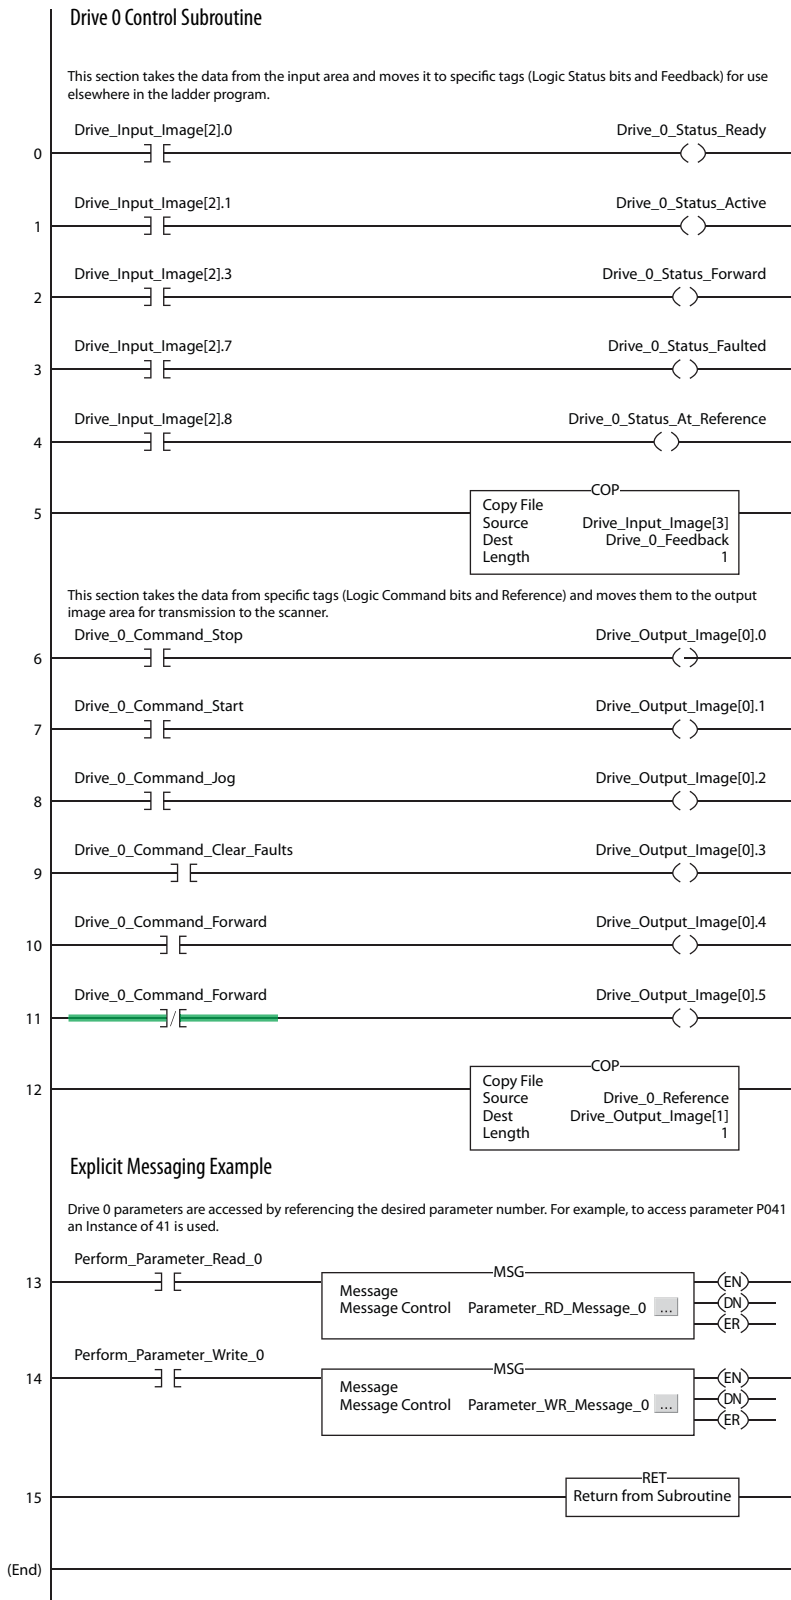 Drive 0 Control Subroutine
This section takes the data from the input area and moves it to specific tags (Logic Status bits and Feedback) for use
elsewhere in the ladder program.
Drive_Input_Image[2].0 Drive_0_Status_Ready
0
Drive_Input_Image[2].1 Drive_0_Status_Active
1
Drive_Input_Image[2].3 Drive_0_Status_Forward
2
Drive_Input_Image[2].7 Drive_0_Status_Faulted
3
Drive_Input_Image[2].8 Drive_0_Status_At_Reference
4
COP
Copy File
5
Source Drive_Input_Image[3]
Dest Drive_0_Feedback
Length 1
This section takes the data from specific tags (Logic Command bits and Reference) and moves them to the output
image area for transmission to the scanner.
Drive_0_Command_Stop Drive_Output_Image[0].0
6
Drive_0_Command_Start Drive_Output_Image[0].1
7
Drive_0_Command_Jog Drive_Output_Image[0].2
8
Drive_0_Command_Clear_Faults Drive_Output_Image[0].3
9
Drive_0_Command_Forward Drive_Output_Image[0].4
10
Drive_0_Command_Forward Drive_Output_Image[0].5
11
COP
Copy File
12
Source Drive_0_Reference
Dest Drive_Output_Image[1]
Length 1
Explicit Messaging Example
Drive 0 parameters are accessed by referencing the desired parameter number. For example, to access parameter P041
an Instance of 41 is used.
Perform_Parameter_Read_0
MSG
13 EN
Message
Message Control Parameter_RD_Message_0 ... DN
ER
Perform_Parameter_Write_0
MSG
14 EN
Message
Message Control Parameter_WR_Message_0 ... DN
ER
RET
15 Return from Subroutine
(End)